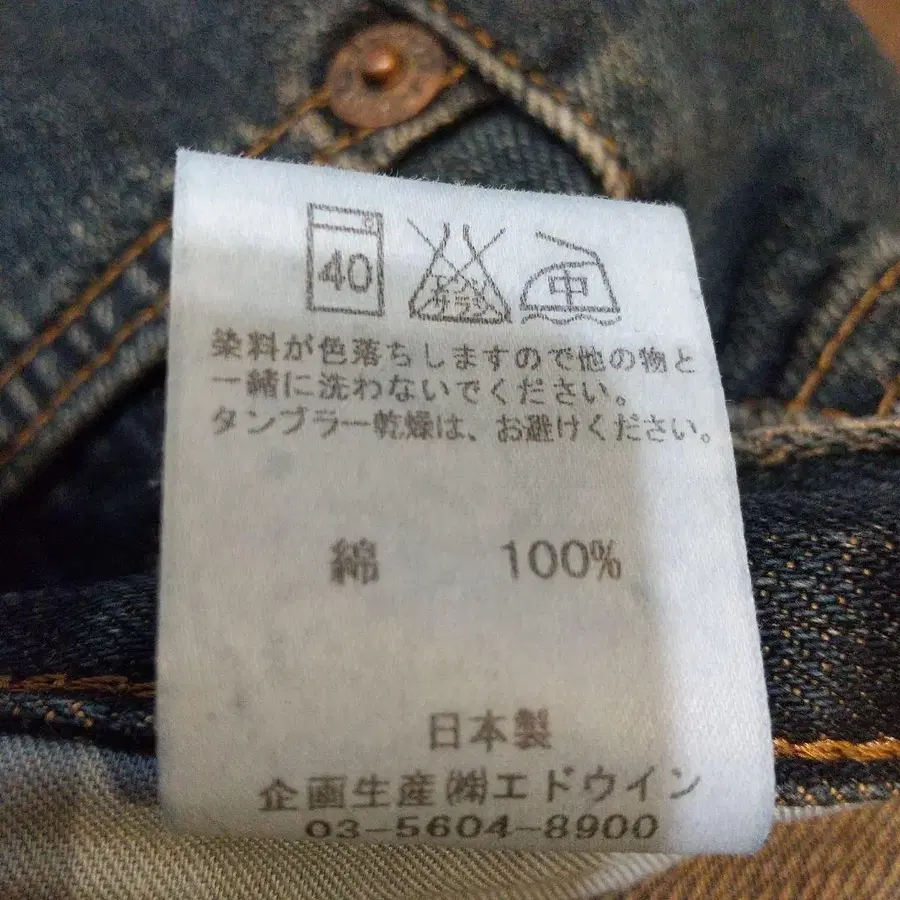 40
エンソ
サラシ
中
染料が色落ちしますので他の物と
一緒に洗わないでください。
タンブラー乾燥は、お避けください。
綿 100%
日本製
企画生産㈱エドウイン
03-5604-8900